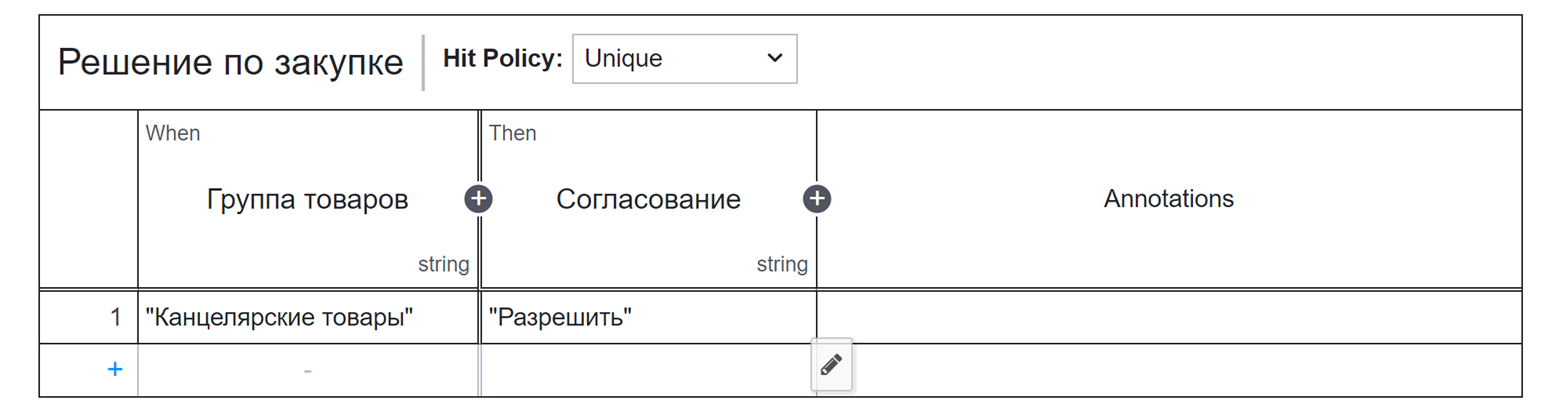 Решение по закупке Hit Policy: Unique
When Then
Группа товаров + Согласование + Annotations
string string
1 "Канцелярские товары" "Разрешить"
+ -